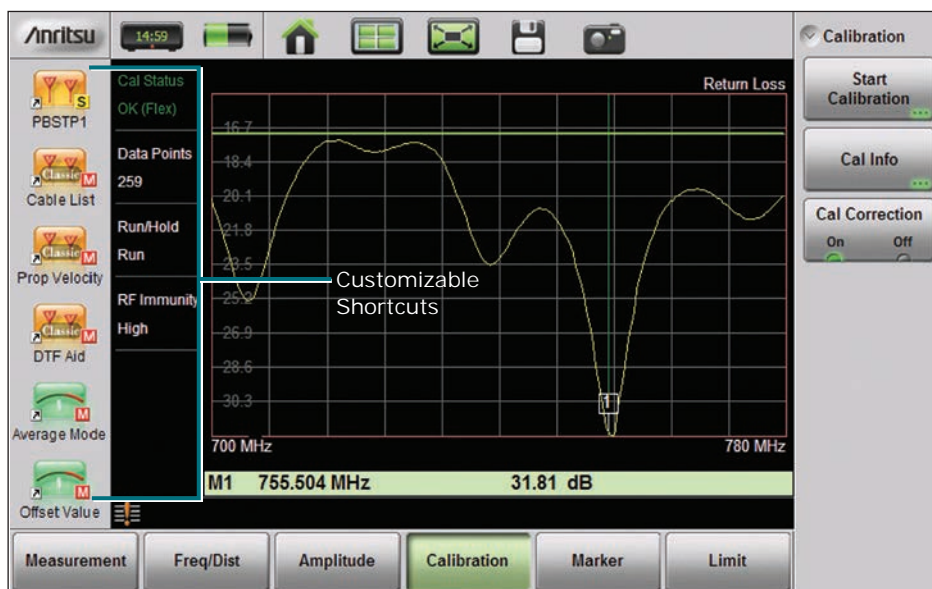 Anritsu
14:59
Calibration
PBSTP1
S
Classic M
Cable List
Classic M
Prop Velocity
Classic M
DTF Aid
M
Average Mode
M
Offset Value
Cal Status
OK (Flex)
Data Points
259
Run/Hold
Run
RF Immunity
High
Return Loss
16.7
18.4
20.1
21.8
23.5
25.2
26.9
28.6
30.3
1
700 MHz
780 MHz
Customizable
Shortcuts
M1 755.504 MHz 31.81 dB
Start
Calibration
Cal Info
Cal Correction
On Off
Measurement
Freq/Dist
Amplitude
Calibration
Marker
Limit